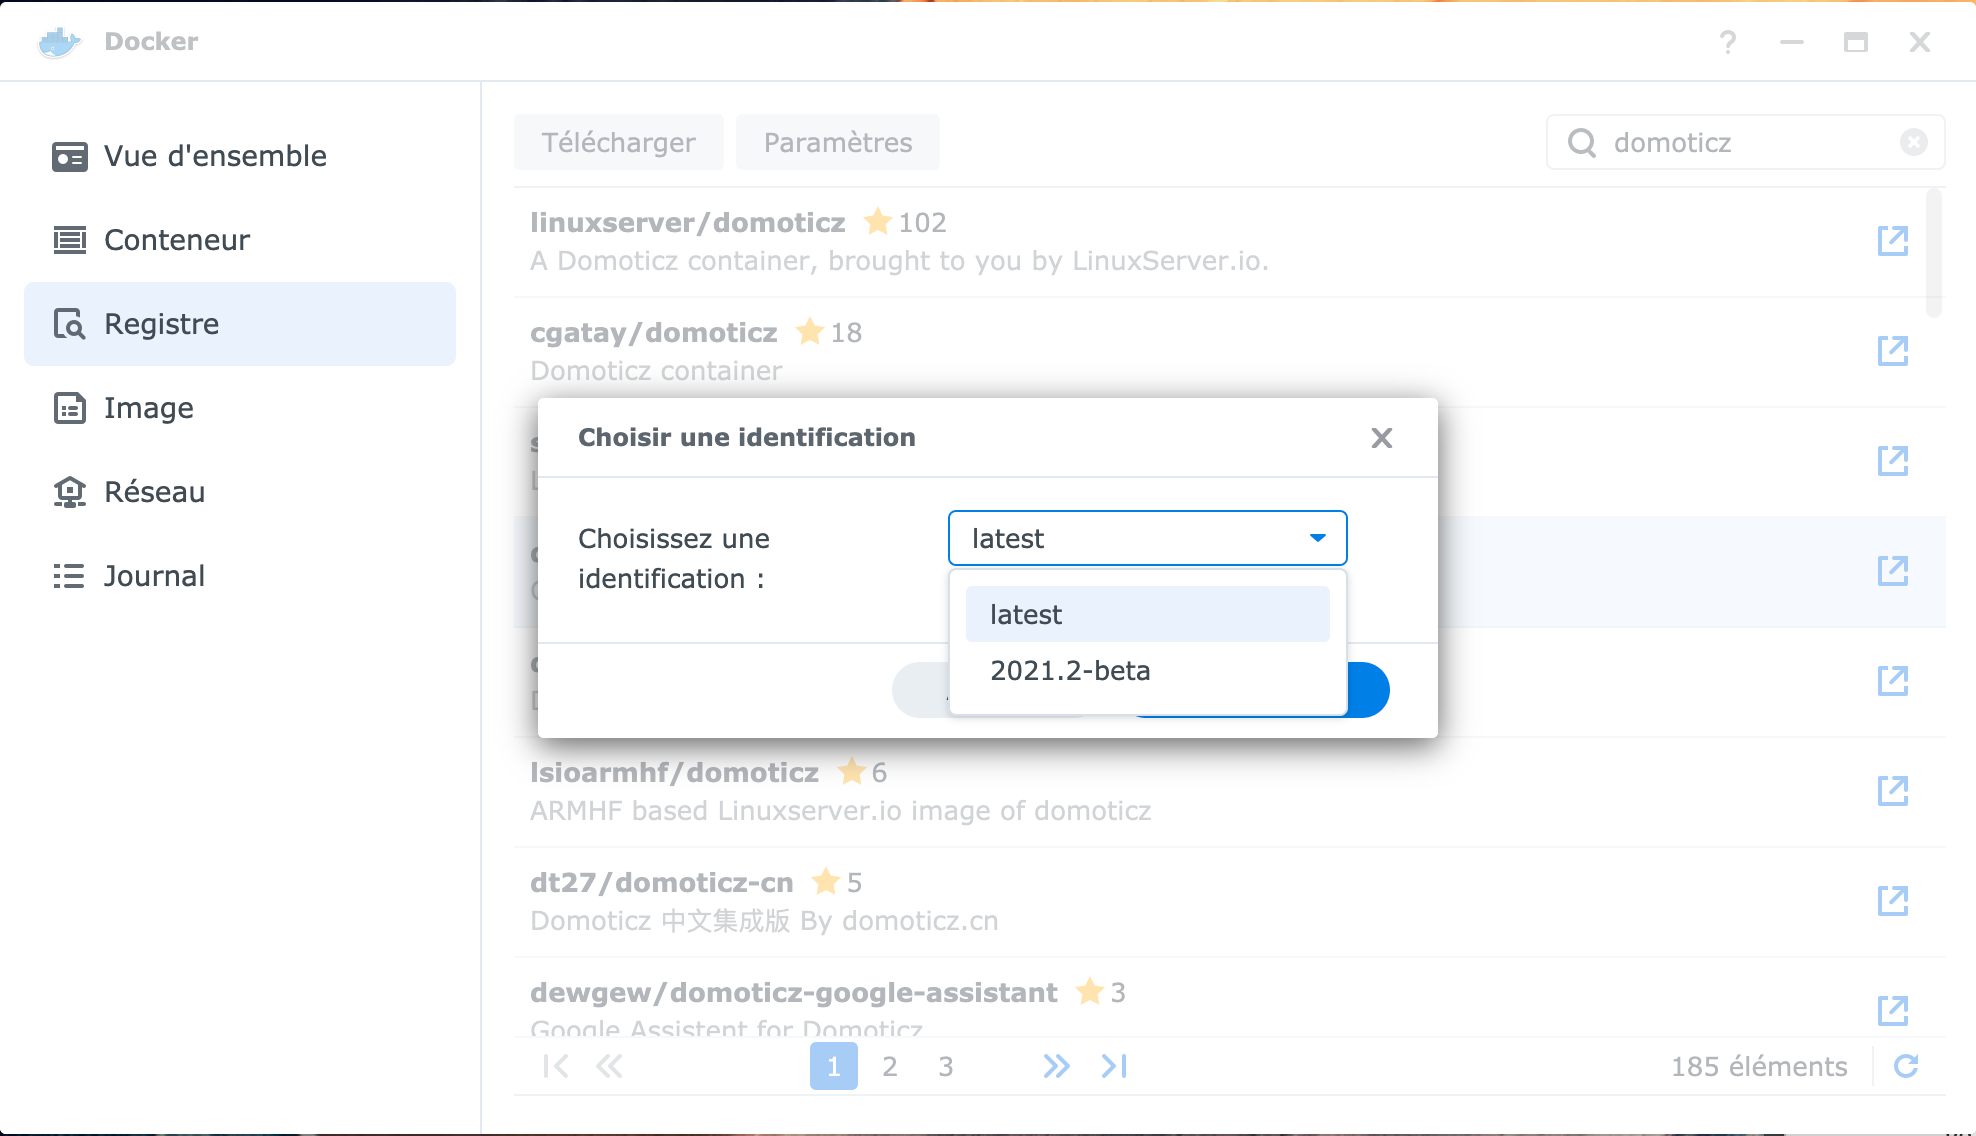 Docker
Vue d'ensemble
Conteneur
Registre
Image
Réseau
Journal
Télécharger
Paramètres
domoticz
linuxserver/domoticz 102
A Domoticz container, brought to you by LinuxServer.io.
cgatay/domoticz 18
Domoticz container
Choisir une identification
Choisissez une
identification :
latest
latest
2021.2-beta
lsioarmhf/domoticz 6
ARMHF based Linuxserver.io image of domoticz
dt27/domoticz-cn 5
Domoticz 中文集成版 By domoticz.cn
dewgew/domoticz-google-assistant 3
Google Assistent for Domoticz
1 2 3
185 éléments